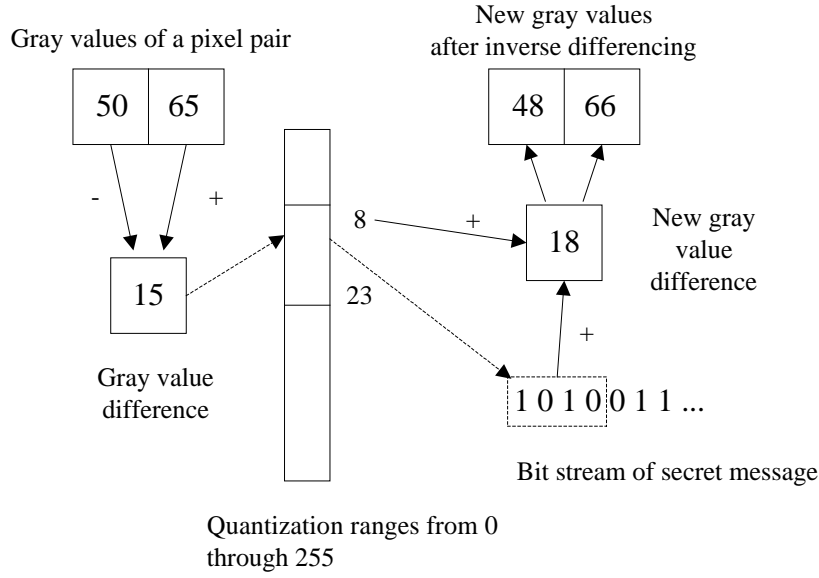 Gray values of a pixel pair
50 65
- +
15
Gray value
difference
8
23
Quantization ranges from 0
through 255
New gray values
after inverse differencing
48 66
+
18
New gray
value
difference
+
1 0 1 0 0 1 1 ...
Bit stream of secret message